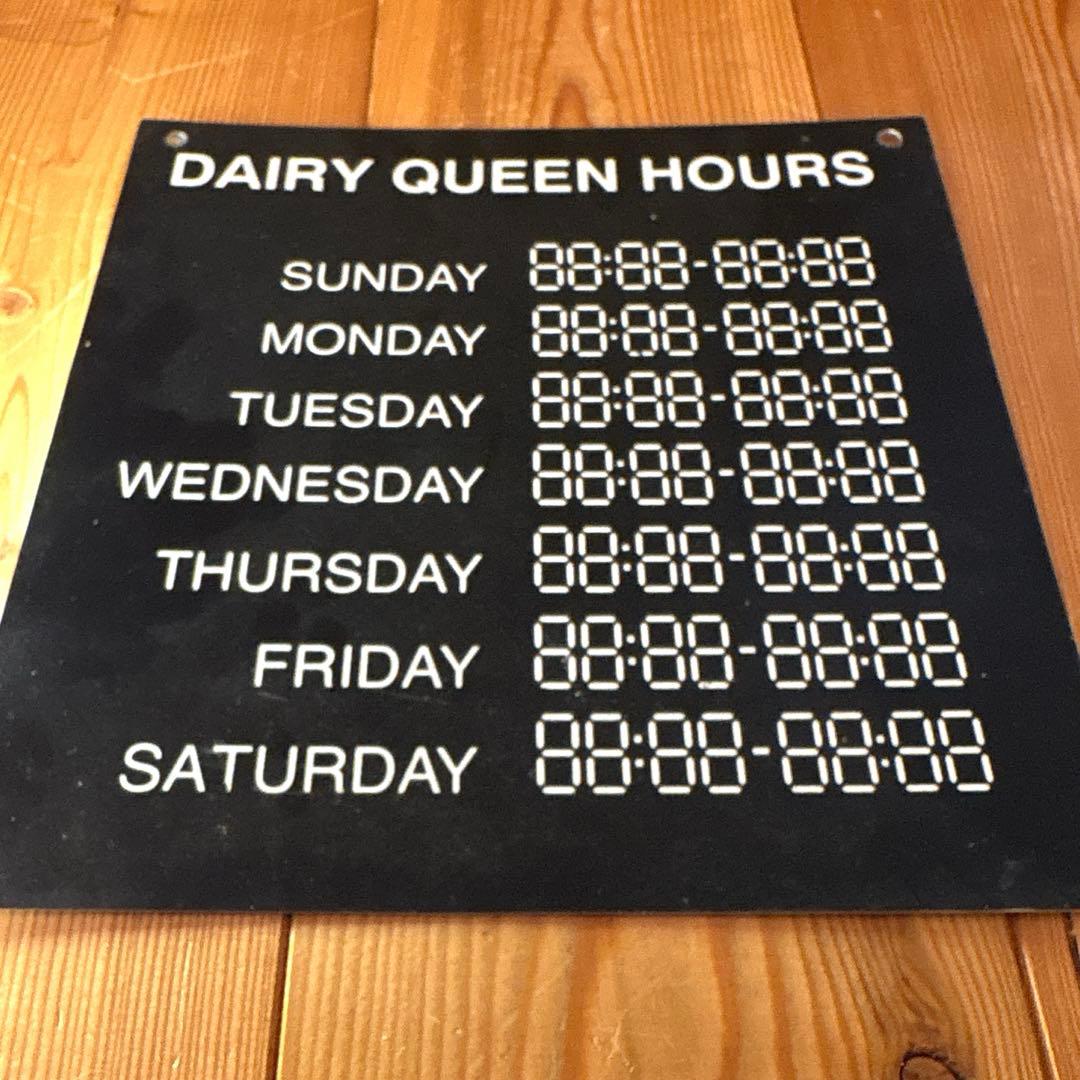 DAIRY QUEEN HOURS
SUNDAY 88:88-88:88
MONDAY 88:88-88:88
TUESDAY 88:88-88:88
WEDNESDAY 88:88-88:88
THURSDAY 88:88-88:88
FRIDAY 88:88-88:88
SATURDAY 88:88-88:88